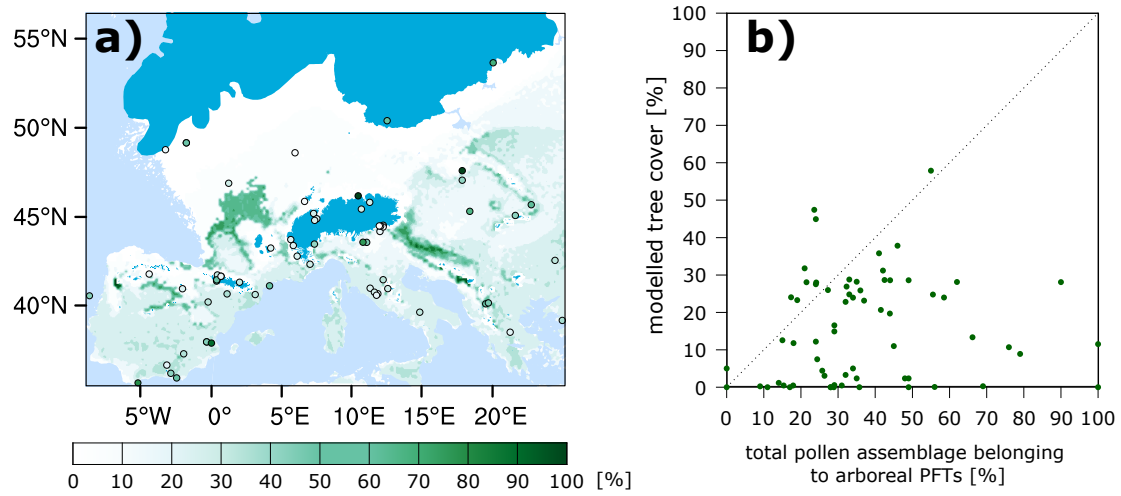 a)
55°N
50°N
45°N
40°N
5°W 0° 5°E 10°E 15°E 20°E
0 10 20 30 40 50 60 70 80 90 100 [%]
b)
modelled tree cover [%]
100
90
80
70
60
50
40
30
20
10
0
0 10 20 30 40 50 60 70 80 90 100
total pollen assemblage belonging
to arboreal PFTs [%]